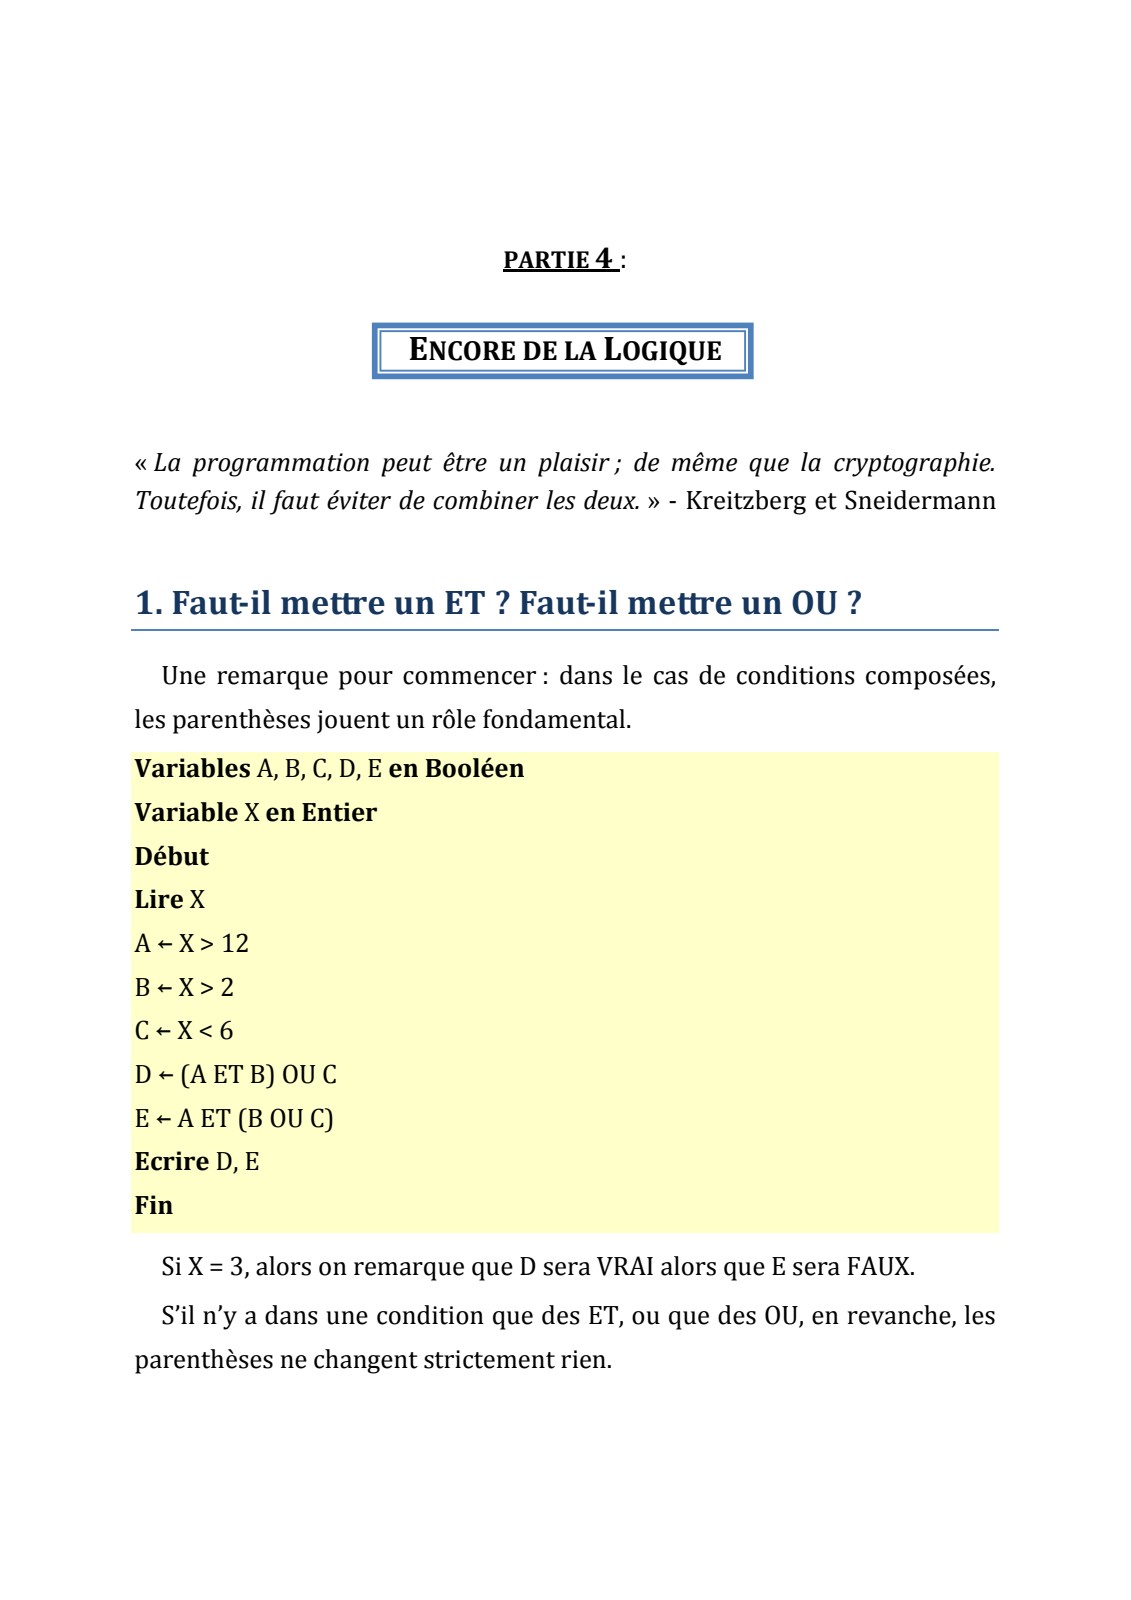 PARTIE 4 :
ENCORE DE LA LOGIQUE
« La programmation peut être un plaisir ; de même que la cryptographie.
Toutefois, il faut éviter de combiner les deux. » - Kreitzberg et Sneidermann
1. Faut-il mettre un ET ? Faut-il mettre un OU ?
Une remarque pour commencer : dans le cas de conditions composées,
les parenthèses jouent un rôle fondamental.
Variables A, B, C, D, E en Booléen
Variable X en Entier
Début
Lire X
A ← X > 12
B ← X > 2
C ← X < 6
D ← (A ET B) OU C
E ← A ET (B OU C)
Ecrire D, E
Fin
Si X = 3, alors on remarque que D sera VRAI alors que E sera FAUX.
S’il n’y a dans une condition que des ET, ou que des OU, en revanche, les
parenthèses ne changent strictement rien.